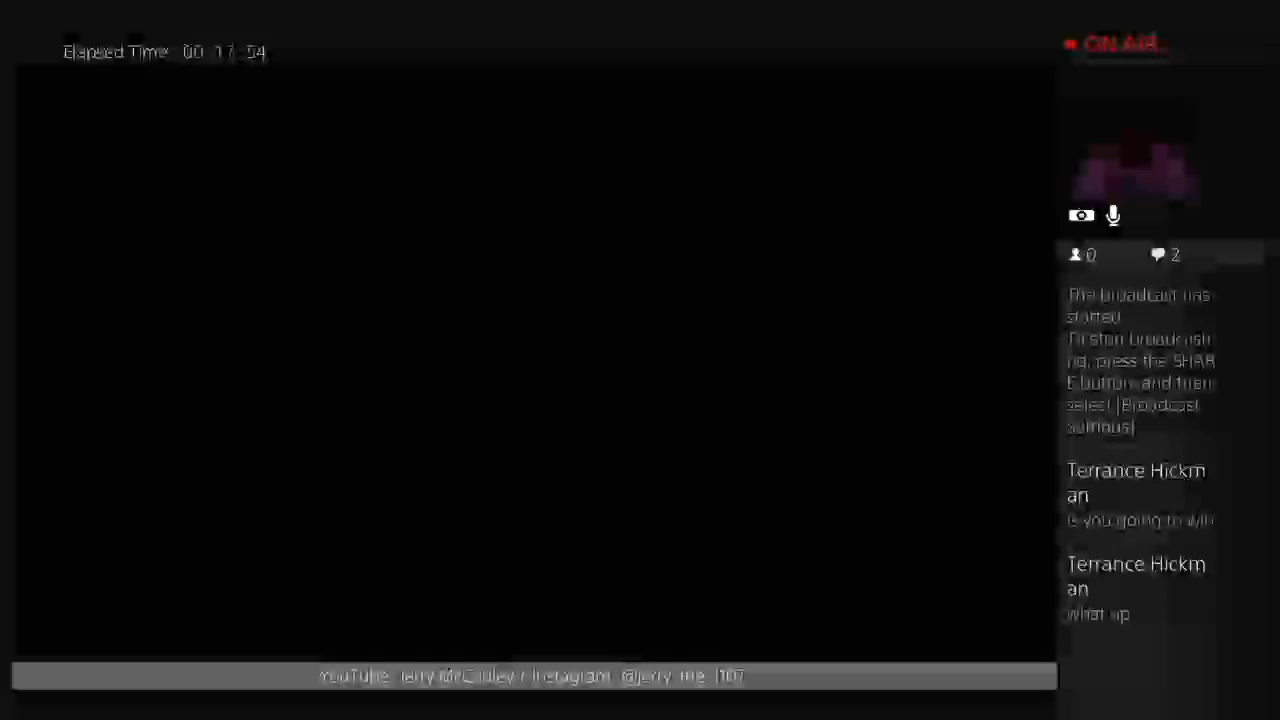 Elapsed Time: 00 17 54
ON AIR
0
2
The broadcast has
started.
To stop broadcasti
ng, press the SHAR
E button and then
select [Broadcast
Settings].
Terrance Hickm
an
is you going to win
Terrance Hickm
an
what up
YouTube: Jerry / Instagram: @jerry